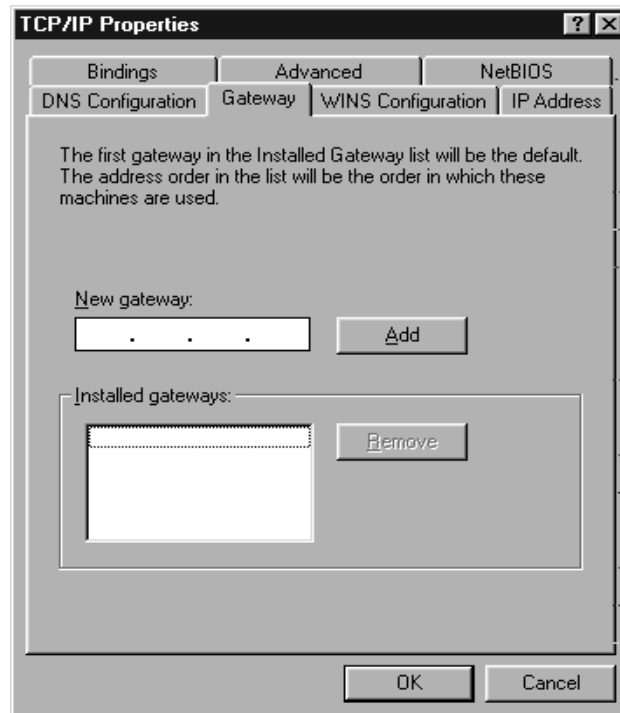 TCP/IP Properties
Bindings
Advanced
NetBIOS
DNS Configuration
Gateway
WINS Configuration
IP Address
The first gateway in the Installed Gateway list will be the default.
The address order in the list will be the order in which these
machines are used.
New gateway:
. . .
Add
Installed gateways:
Remove
OK
Cancel